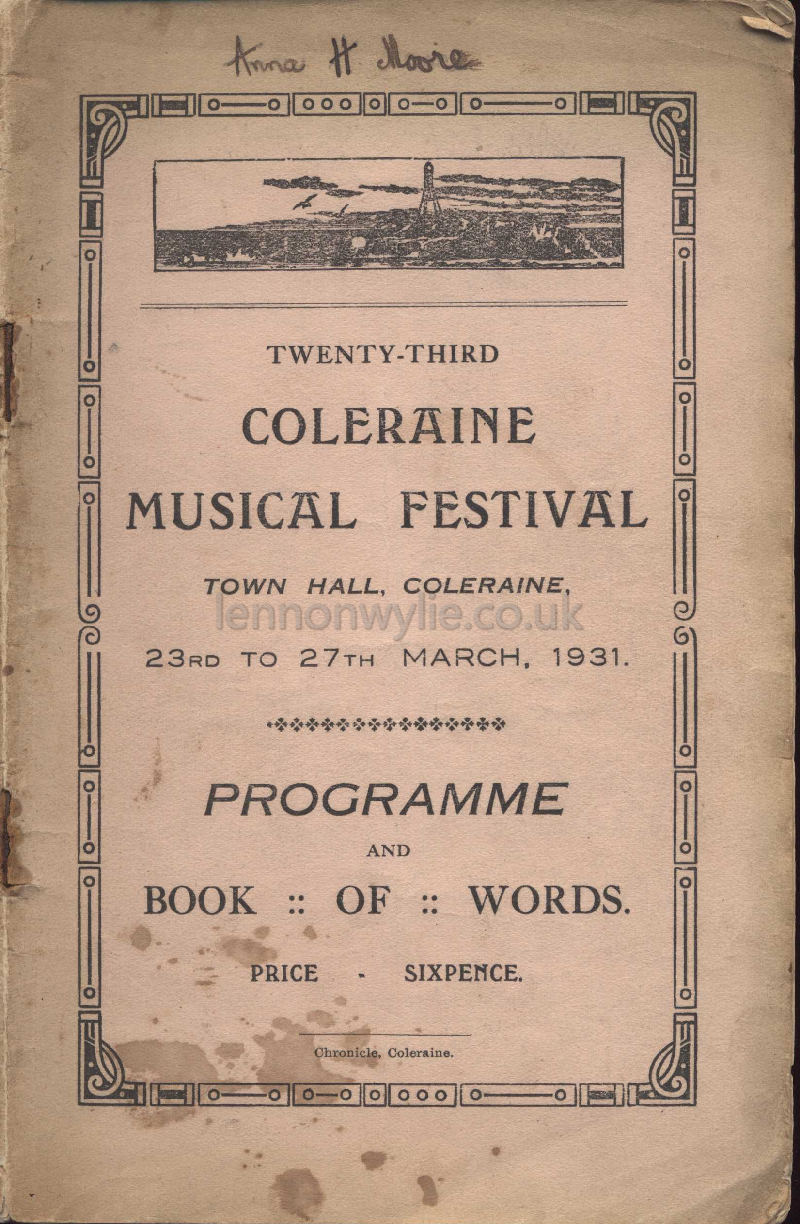 Anna H Moore
TWENTY-THIRD
COLERAINE
MUSICAL FESTIVAL
TOWN HALL, COLERAINE,
lennonwylie.co.uk
23RD TO 27TH MARCH, 1931.
PROGRAMME
AND
BOOK :: OF :: WORDS.
PRICE - SIXPENCE.
Chronicle, Coleraine.